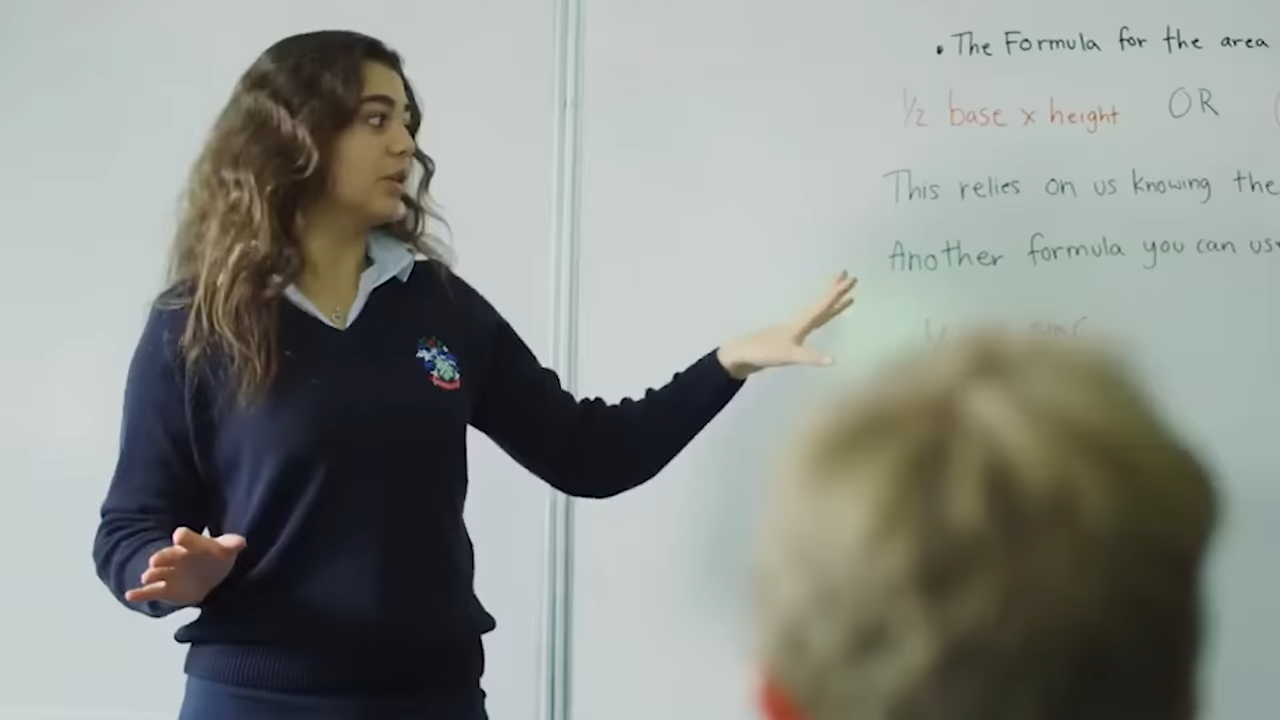 • The Formula for the area
1/2 base x height OR
This relies on us knowing the
Another formula you can
sin C